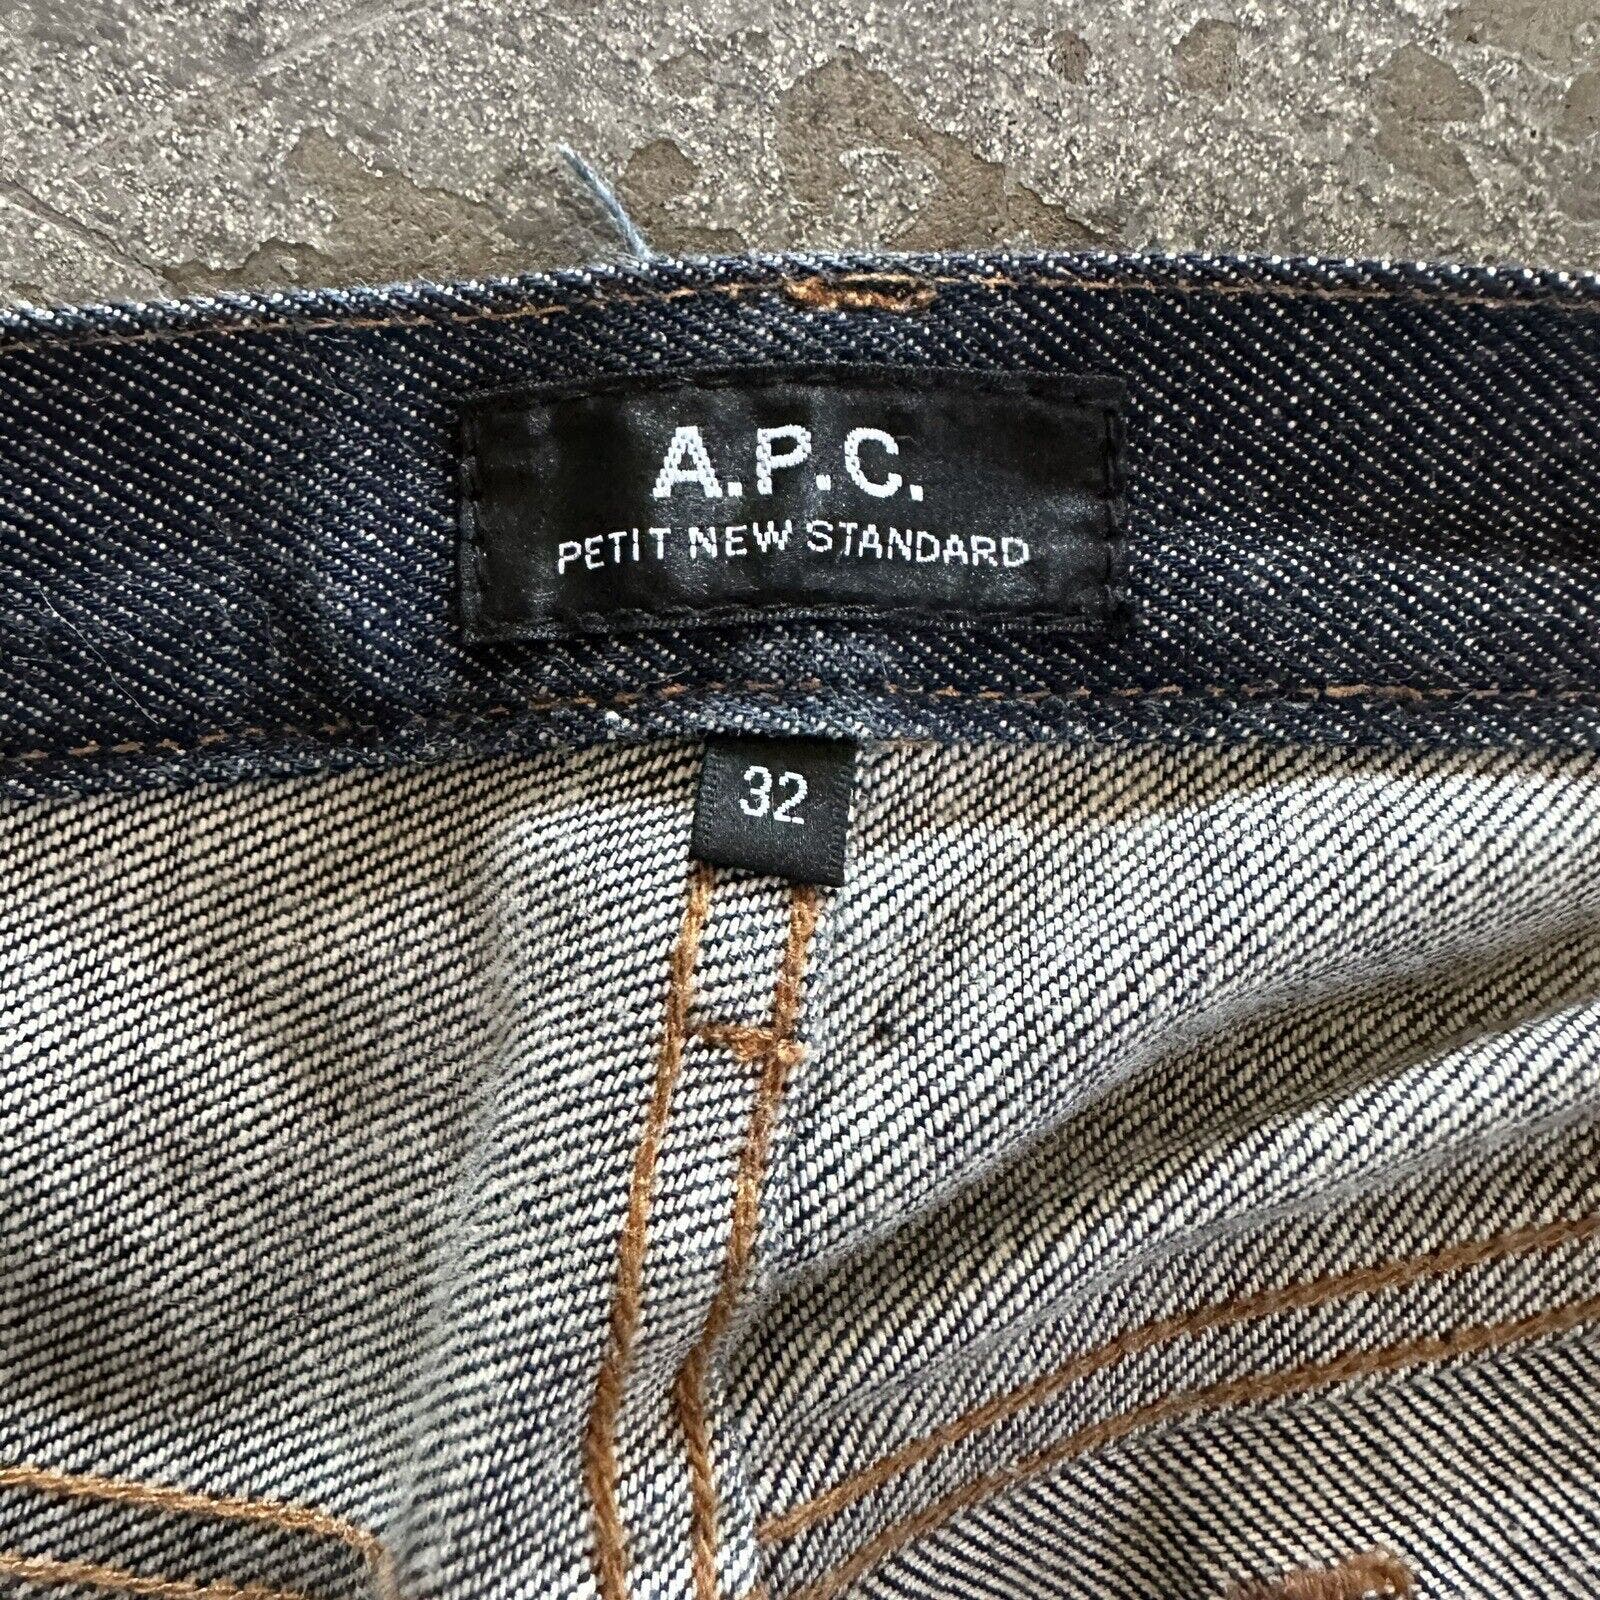 A.P.C.
PETIT NEW STANDARD
32